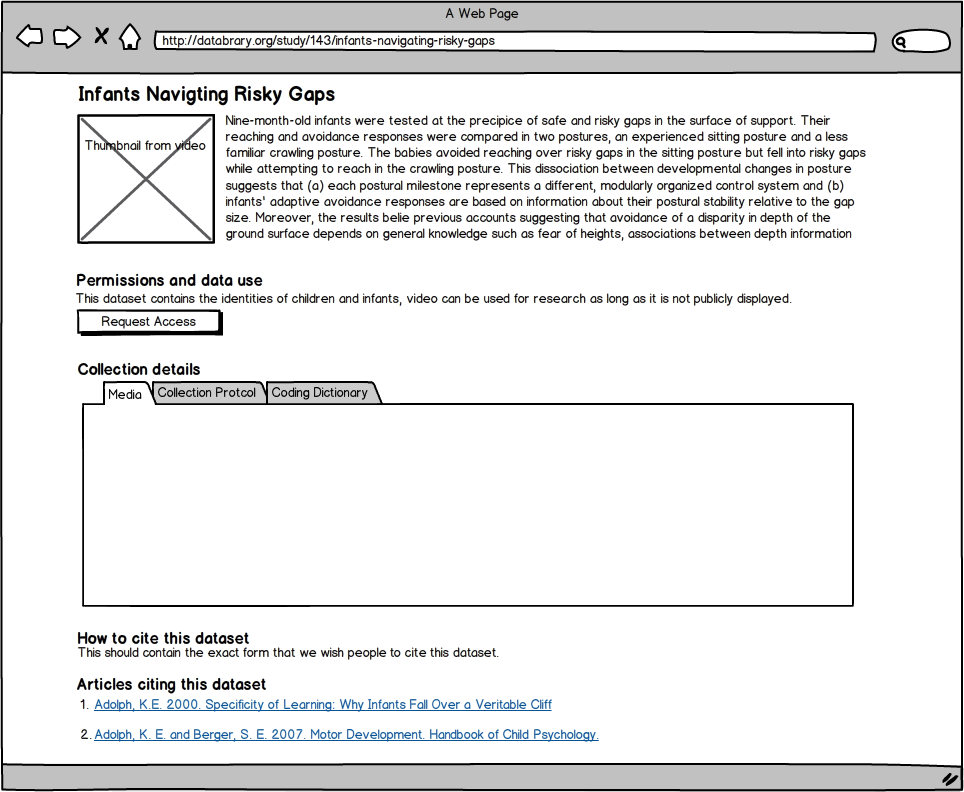 A Web Page
http://databrary.org/study/143/infants-navigating-risky-gaps
Infants Navigting Risky Gaps
Thumbnail from video
Nine-month-old infants were tested at the precipice of safe and risky gaps in the surface of support. Their
reaching and avoidance responses were compared in two postures, an experienced sitting posture and a less
familiar crawling posture. The babies avoided reaching over risky gaps in the sitting posture but fell into risky gaps
while attempting to reach in the crawling posture. This dissociation between developmental changes in posture
suggests that (a) each postural milestone represents a different, modularly organized control system and (b)
infants' adaptive avoidance responses are based on information about their postural stability relative to the gap
size. Moreover, the results belie previous accounts suggesting that avoidance of a disparity in depth of the
ground surface depends on general knowledge such as fear of heights, associations between depth information
Permissions and data use
This dataset contains the identities of children and infants, video can be used for research as long as it is not publicly displayed.
Request Access
Collection details
Media Collection Protcol Coding Dictionary
How to cite this dataset
This should contain the exact form that we wish people to cite this dataset.
Articles citing this dataset
1. Adolph, K.E. 2000. Specificity of Learning: Why Infants Fall Over a Veritable Cliff
2. Adolph, K. E. and Berger, S. E. 2007. Motor Development. Handbook of Child Psychology.